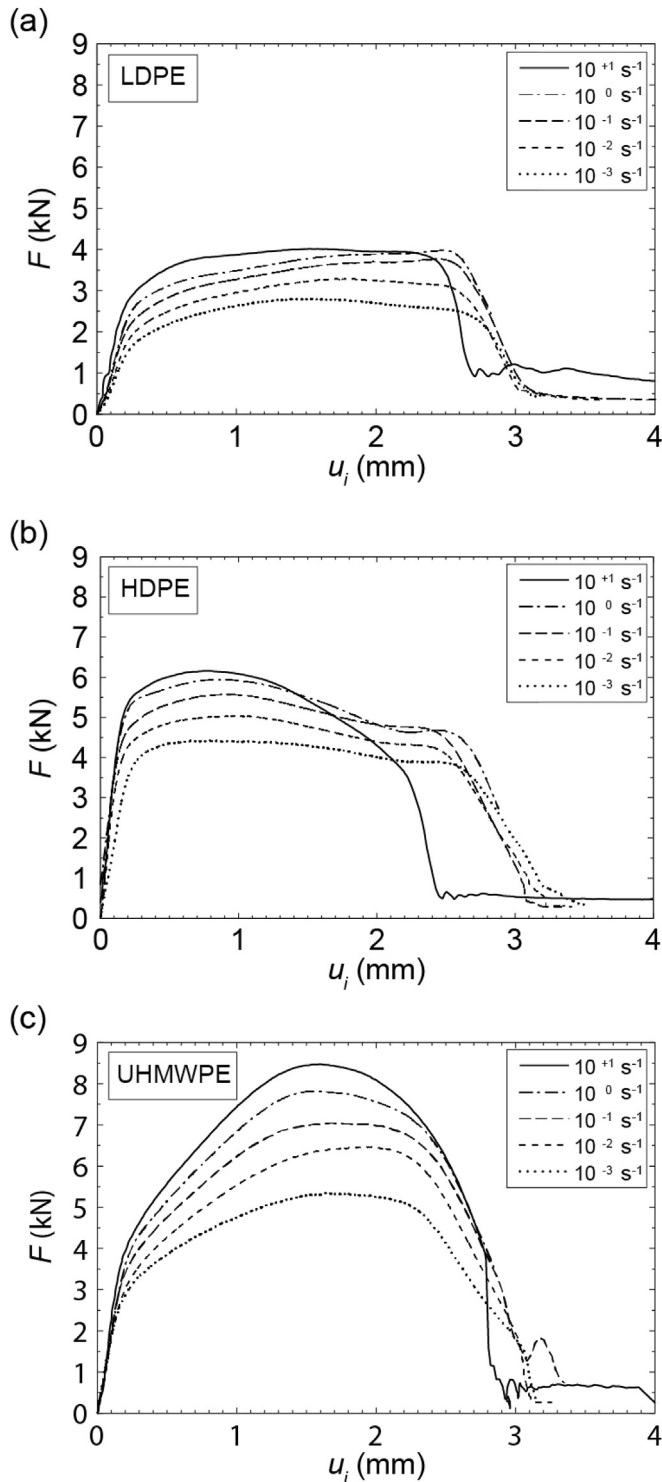 (a)
9
8
7
6
5
4
3
2
1
0
F (kN)
LDPE
10 +1 s-1
10 0 s-1
10 -1 s-1
10 -2 s-1
10 -3 s-1
0 1 2 3 4
ui (mm)
(b)
9
8
7
6
5
4
3
2
1
0
F (kN)
HDPE
10 +1 s-1
10 0 s-1
10 -1 s-1
10 -2 s-1
10 -3 s-1
0 1 2 3 4
ui (mm)
(c)
9
8
7
6
5
4
3
2
1
0
F (kN)
UHMWPE
10 +1 s-1
10 0 s-1
10 -1 s-1
10 -2 s-1
10 -3 s-1
0 1 2 3 4
ui (mm)